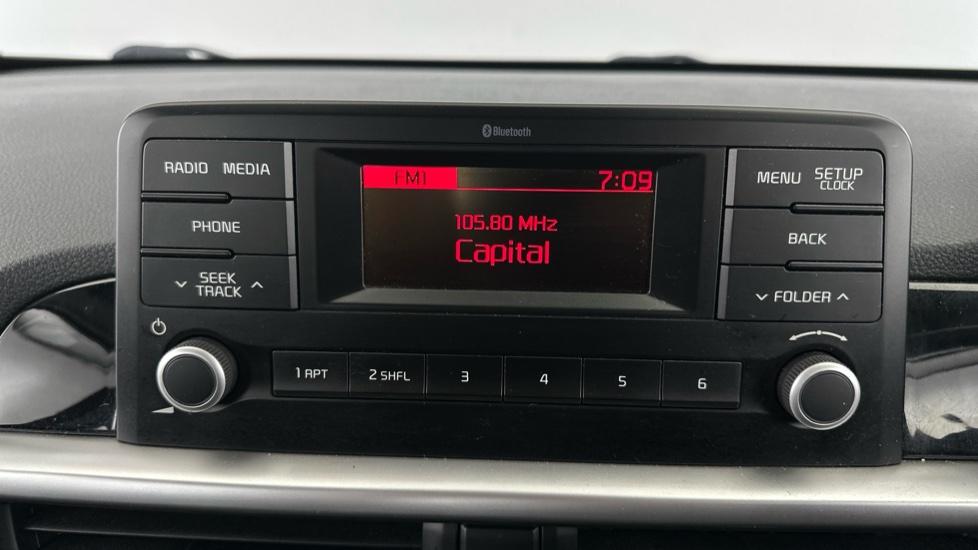 Bluetooth
RADIO MEDIA
PHONE
SEEK
TRACK
FM1 7:09
105.80 MHz
Capital
MENU SETUP
CLOCK
BACK
FOLDER
1 RPT 2 SHFL 3 4 5 6